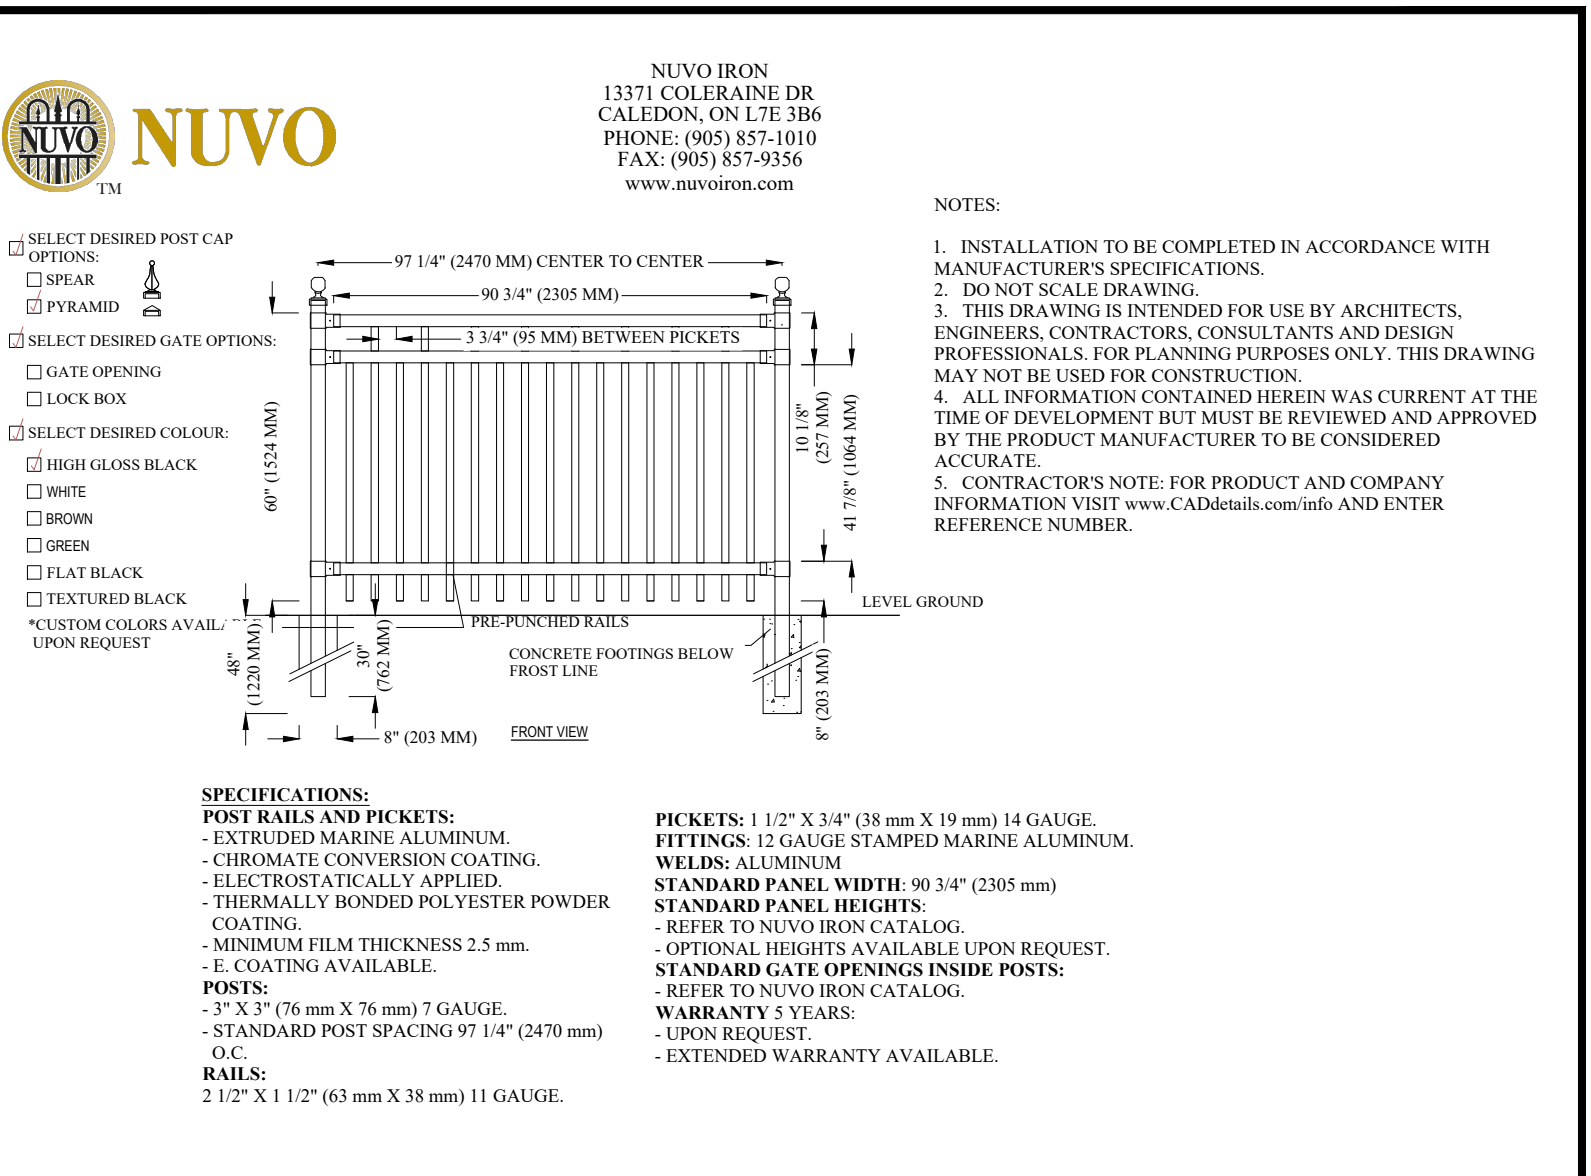 NUVO
NUVO
TM
NUVO IRON
13371 COLERAINE DR
CALEDON, ON L7E 3B6
PHONE: (905) 857-1010
FAX: (905) 857-9356
www.nuvoiron.com
SELECT DESIRED POST CAP
OPTIONS:
SPEAR
PYRAMID
SELECT DESIRED GATE OPTIONS:
GATE OPENING
LOCK BOX
SELECT DESIRED COLOUR:
HIGH GLOSS BLACK
WHITE
BROWN
GREEN
FLAT BLACK
TEXTURED BLACK
*CUSTOM COLORS
UPON REQUEST
97 1/4" (2470 MM) CENTER TO CENTER
90 3/4" (2305 MM)
3 3/4" (95 MM) BETWEEN PICKETS
60" (1524 MM)
10 1/8"
(257 MM)
41 7/8" (1064 MM)
LEVEL GROUND
PRE-PUNCHED RAILS
CONCRETE FOOTINGS BELOW
FROST LINE
48"
(1220 MM)
30"
(762 MM)
8" (203 MM)
8" (203 MM)
FRONT VIEW
NOTES:
1. INSTALLATION TO BE COMPLETED IN ACCORDANCE WITH
MANUFACTURER'S SPECIFICATIONS.
2. DO NOT SCALE DRAWING.
3. THIS DRAWING IS INTENDED FOR USE BY ARCHITECTS,
ENGINEERS, CONTRACTORS, CONSULTANTS AND DESIGN
PROFESSIONALS. FOR PLANNING PURPOSES ONLY. THIS DRAWING
MAY NOT BE USED FOR CONSTRUCTION.
4. ALL INFORMATION CONTAINED HEREIN WAS CURRENT AT THE
TIME OF DEVELOPMENT BUT MUST BE REVIEWED AND APPROVED
BY THE PRODUCT MANUFACTURER TO BE CONSIDERED
ACCURATE.
5. CONTRACTOR'S NOTE: FOR PRODUCT AND COMPANY
INFORMATION VISIT www.CADdetails.com/info AND ENTER
REFERENCE NUMBER.
SPECIFICATIONS:
POST RAILS AND PICKETS:
- EXTRUDED MARINE ALUMINUM.
- CHROMATE CONVERSION COATING.
- ELECTROSTATICALLY APPLIED.
- THERMALLY BONDED POLYESTER POWDER
COATING.
- MINIMUM FILM THICKNESS 2.5 mm.
- E. COATING AVAILABLE.
POSTS:
- 3" X 3" (76 mm X 76 mm) 7 GAUGE.
- STANDARD POST SPACING 97 1/4" (2470 mm)
O.C.
RAILS:
2 1/2" X 1 1/2" (63 mm X 38 mm) 11 GAUGE.
PICKETS: 1 1/2" X 3/4" (38 mm X 19 mm) 14 GAUGE.
FITTINGS: 12 GAUGE STAMPED MARINE ALUMINUM.
WELDS: ALUMINUM
STANDARD PANEL WIDTH: 90 3/4" (2305 mm)
STANDARD PANEL HEIGHTS:
- REFER TO NUVO IRON CATALOG.
- OPTIONAL HEIGHTS AVAILABLE UPON REQUEST.
STANDARD GATE OPENINGS INSIDE POSTS:
- REFER TO NUVO IRON CATALOG.
WARRANTY 5 YEARS:
- UPON REQUEST.
- EXTENDED WARRANTY AVAILABLE.